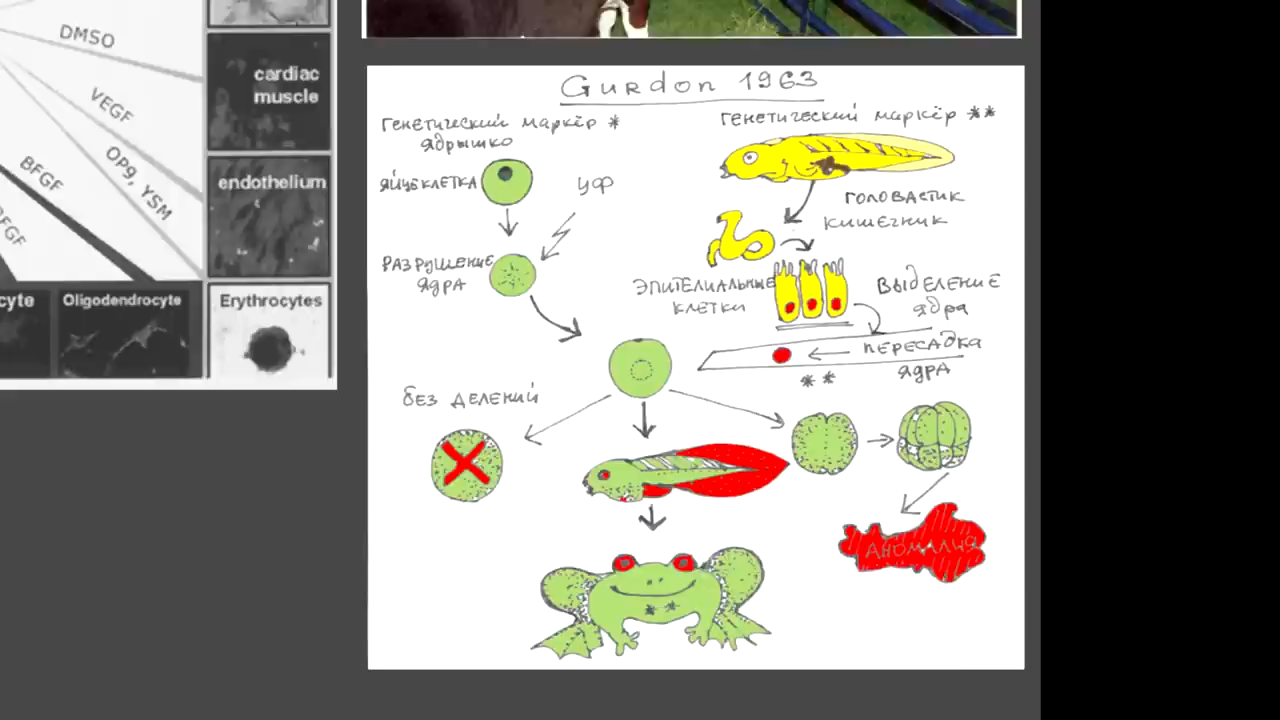 DMSO
VEGF
OP9, YSM
BFGF
cardiac
muscle
endothelium
Oligodendrocyte
Erythrocytes
Gurdon 1963
генетический маркёр *
ядрышко
яйцеклетка
уф
разрушение
ядра
генетический маркёр **
головастик
кишечник
эпителиальные
клетки
выделение
ядра
пересадка
ядра
**
без делений
аномалия
**